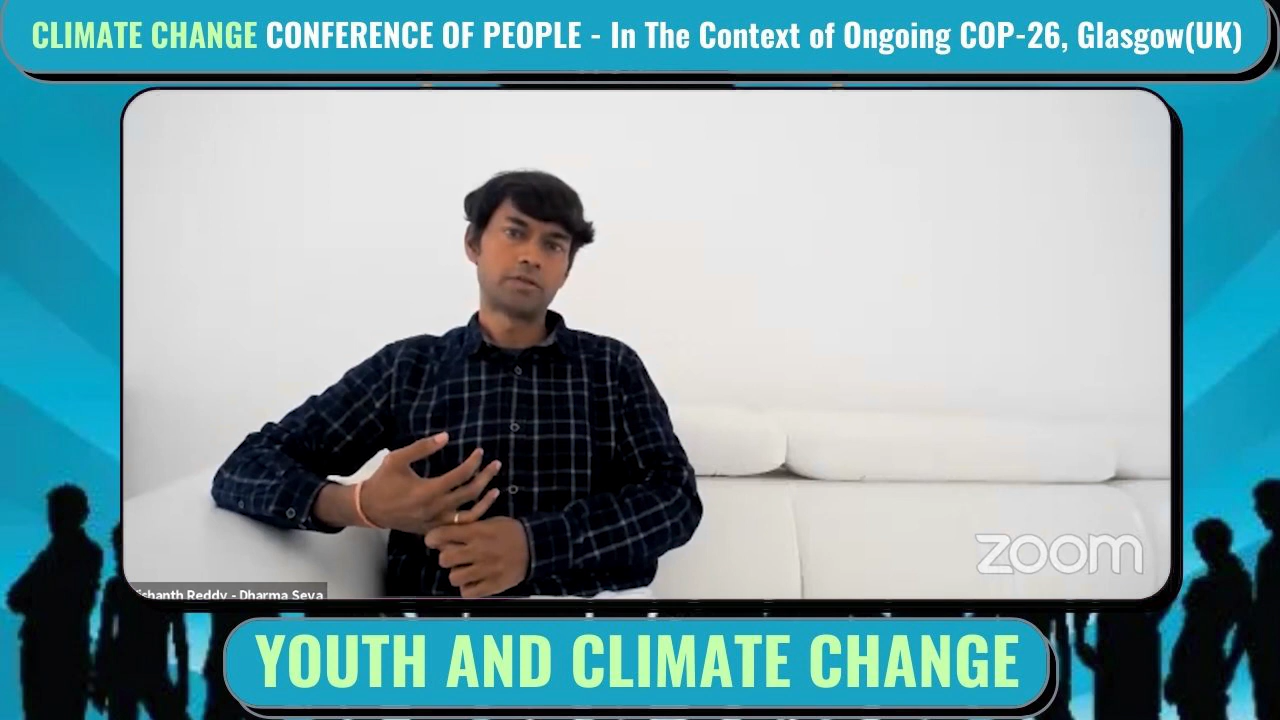 CLIMATE CHANGE CONFERENCE OF PEOPLE - In The Context of Ongoing COP-26, Glasgow(UK)
zoom
Reddy - Dharma Seva
YOUTH AND CLIMATE CHANGE